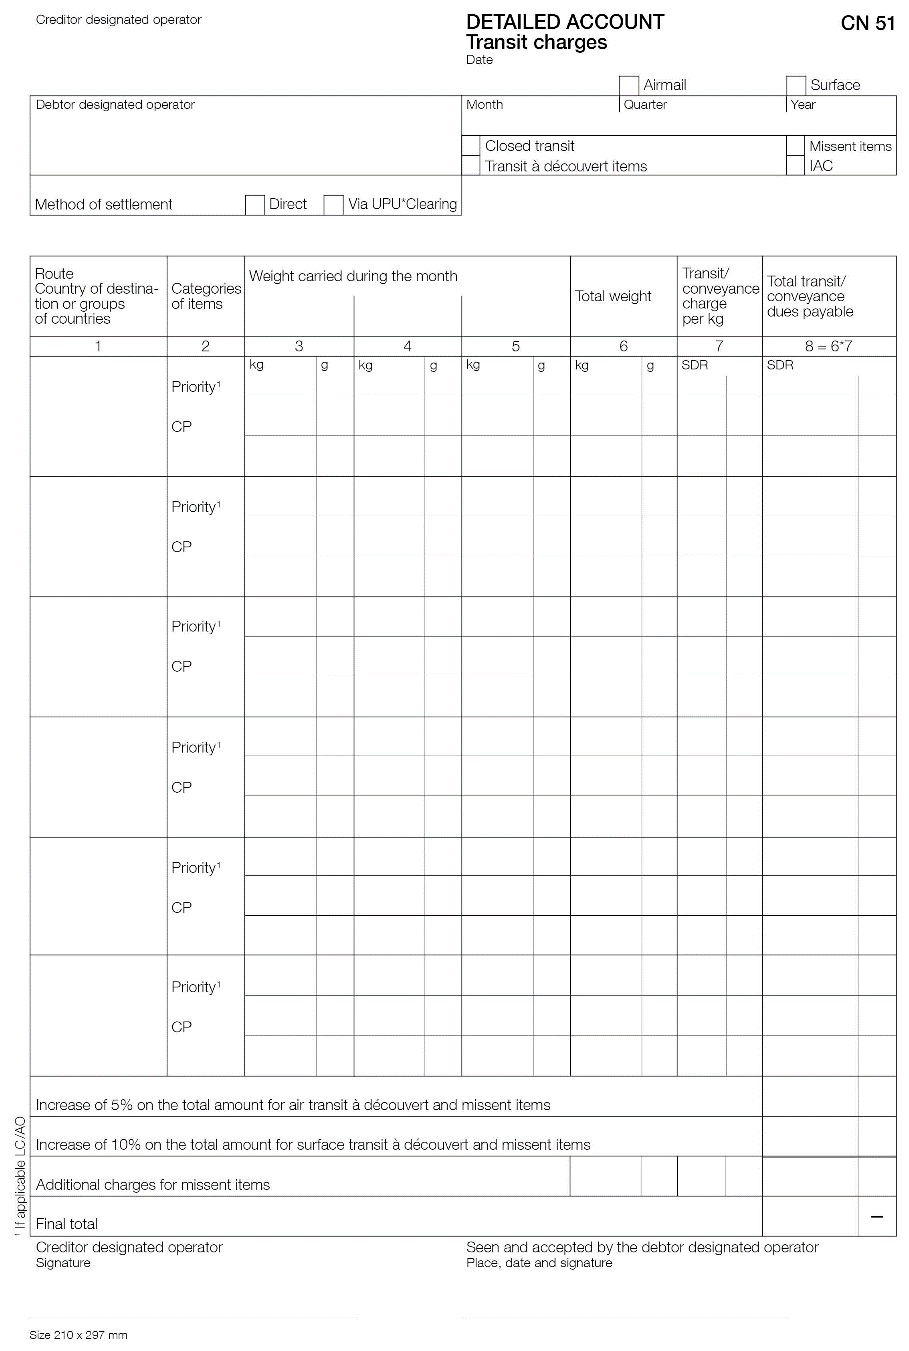 Creditor designated operator
DETAILED ACCOUNT
Transit charges
CN 51
Date
Airmail
Surface
Debtor designated operator
Month
Quarter
Year
Closed transit
Missent items
Transit à découvert items
IAC
Method of settlement
Direct
Via UPU*Clearing
Route
Country of destina-
tion or groups
of countries
Categories
of items
Weight carried during the month
Total weight
Transit/
conveyance
charge
per kg
Total transit/
conveyance
dues payable
1 2 3 4 5 6 7 8 = 6*7
kg g kg g kg g kg g SDR SDR
Priority¹
CP
Priority¹
CP
Priority¹
CP
Priority¹
CP
Priority¹
CP
Priority¹
CP
Increase of 5% on the total amount for air transit à découvert and missent items
Increase of 10% on the total amount for surface transit à découvert and missent items
Additional charges for missent items
Final total –
¹ If applicable LC/AO
Creditor designated operator
Signature
Seen and accepted by the debtor designated operator
Place, date and signature
Size 210 x 297 mm